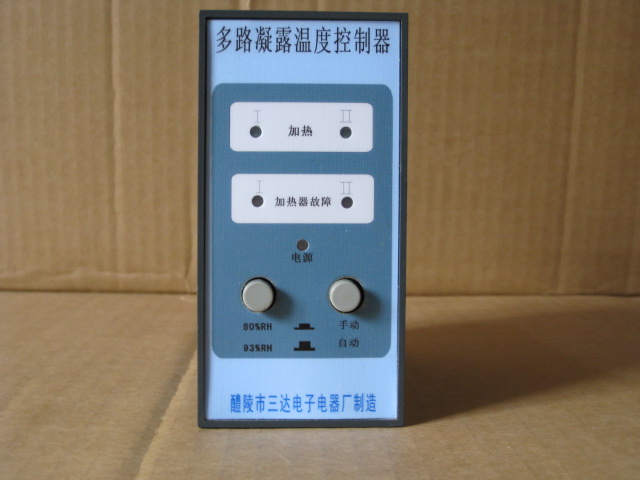 多路凝露温度控制器
I II
加热
I II
加热器故障
电源
80%RH 手动
93%RH 自动
醴陵市三达电子电器厂制造